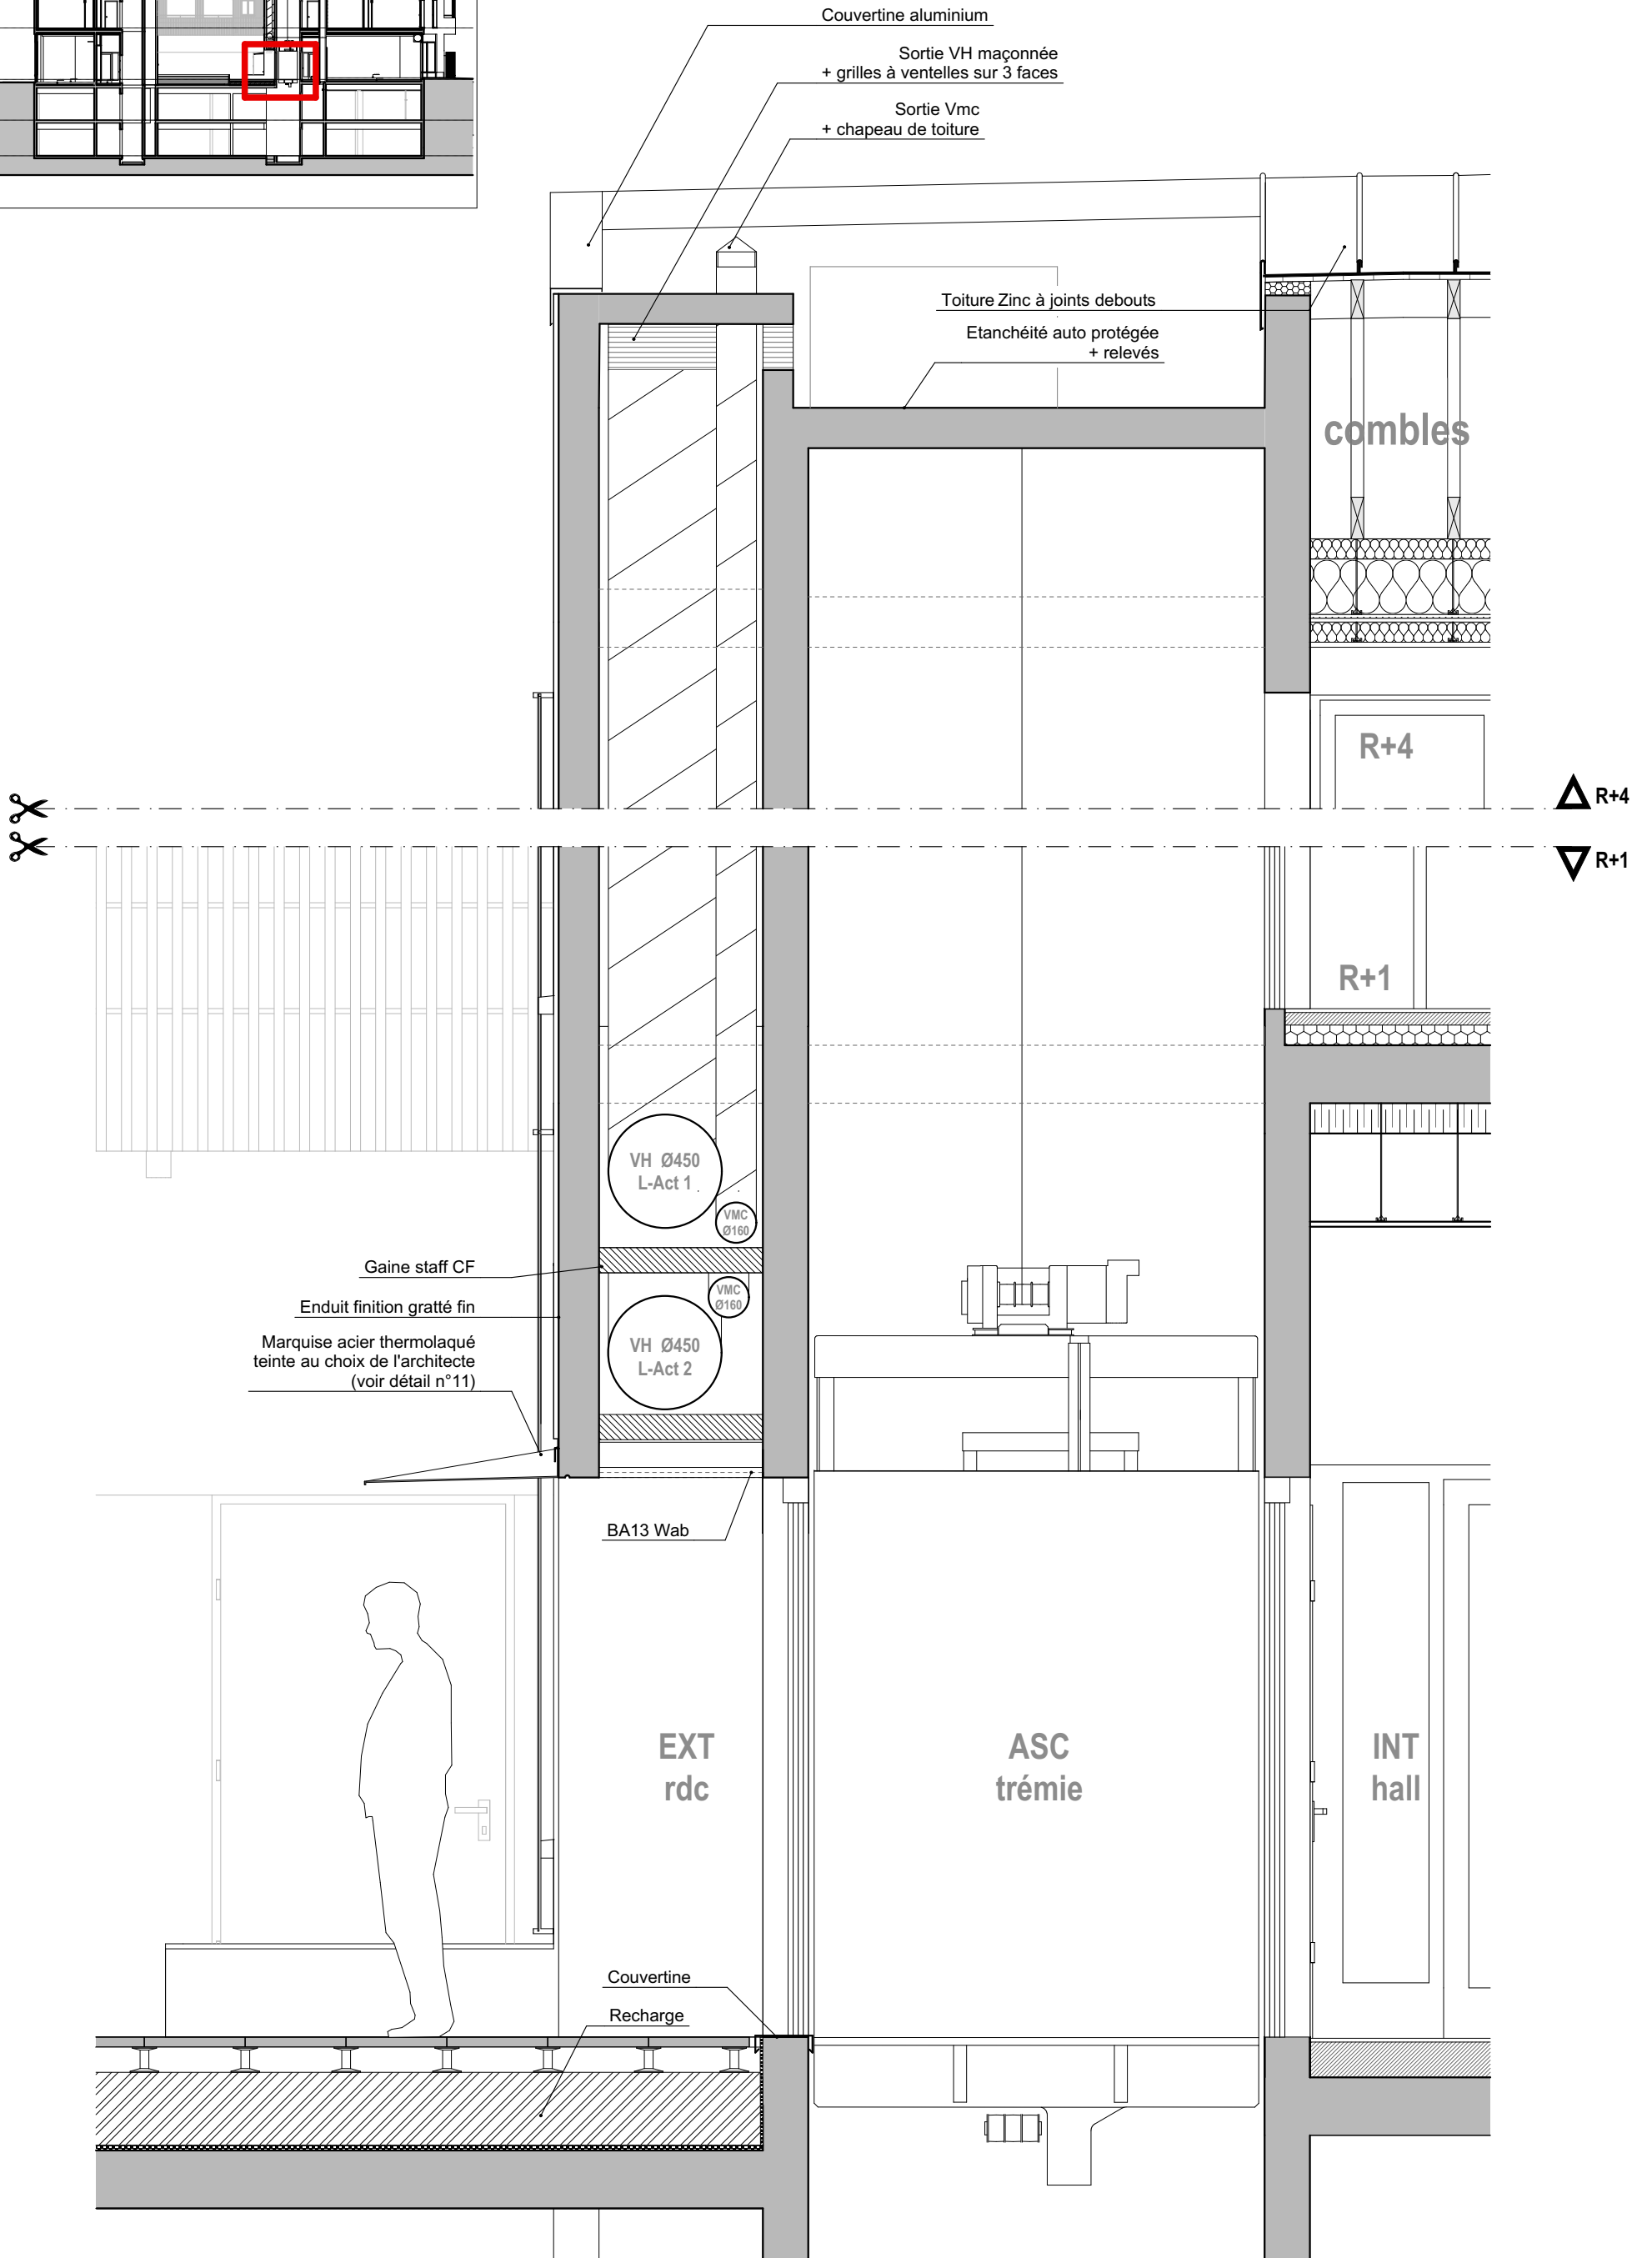 Couvertine aluminium
Sortie VH maçonnée
+ grilles à ventelles sur 3 faces
Sortie Vmc
+ chapeau de toiture
Toiture Zinc à joints debouts
Etanchéité auto protégée
+ relevés
combles
R+4
R+4
R+1
R+1
VH Ø450
L-Act 1
VMC
Ø160
Gaine staff CF
VMC
Ø160
Enduit finition gratté fin
VH Ø450
L-Act 2
Marquise acier thermolaqué
teinte au choix de l'architecte
(voir détail n°11)
BA13 Wab
EXT
rdc
ASC
trémie
INT
hall
Couvertine
Recharge